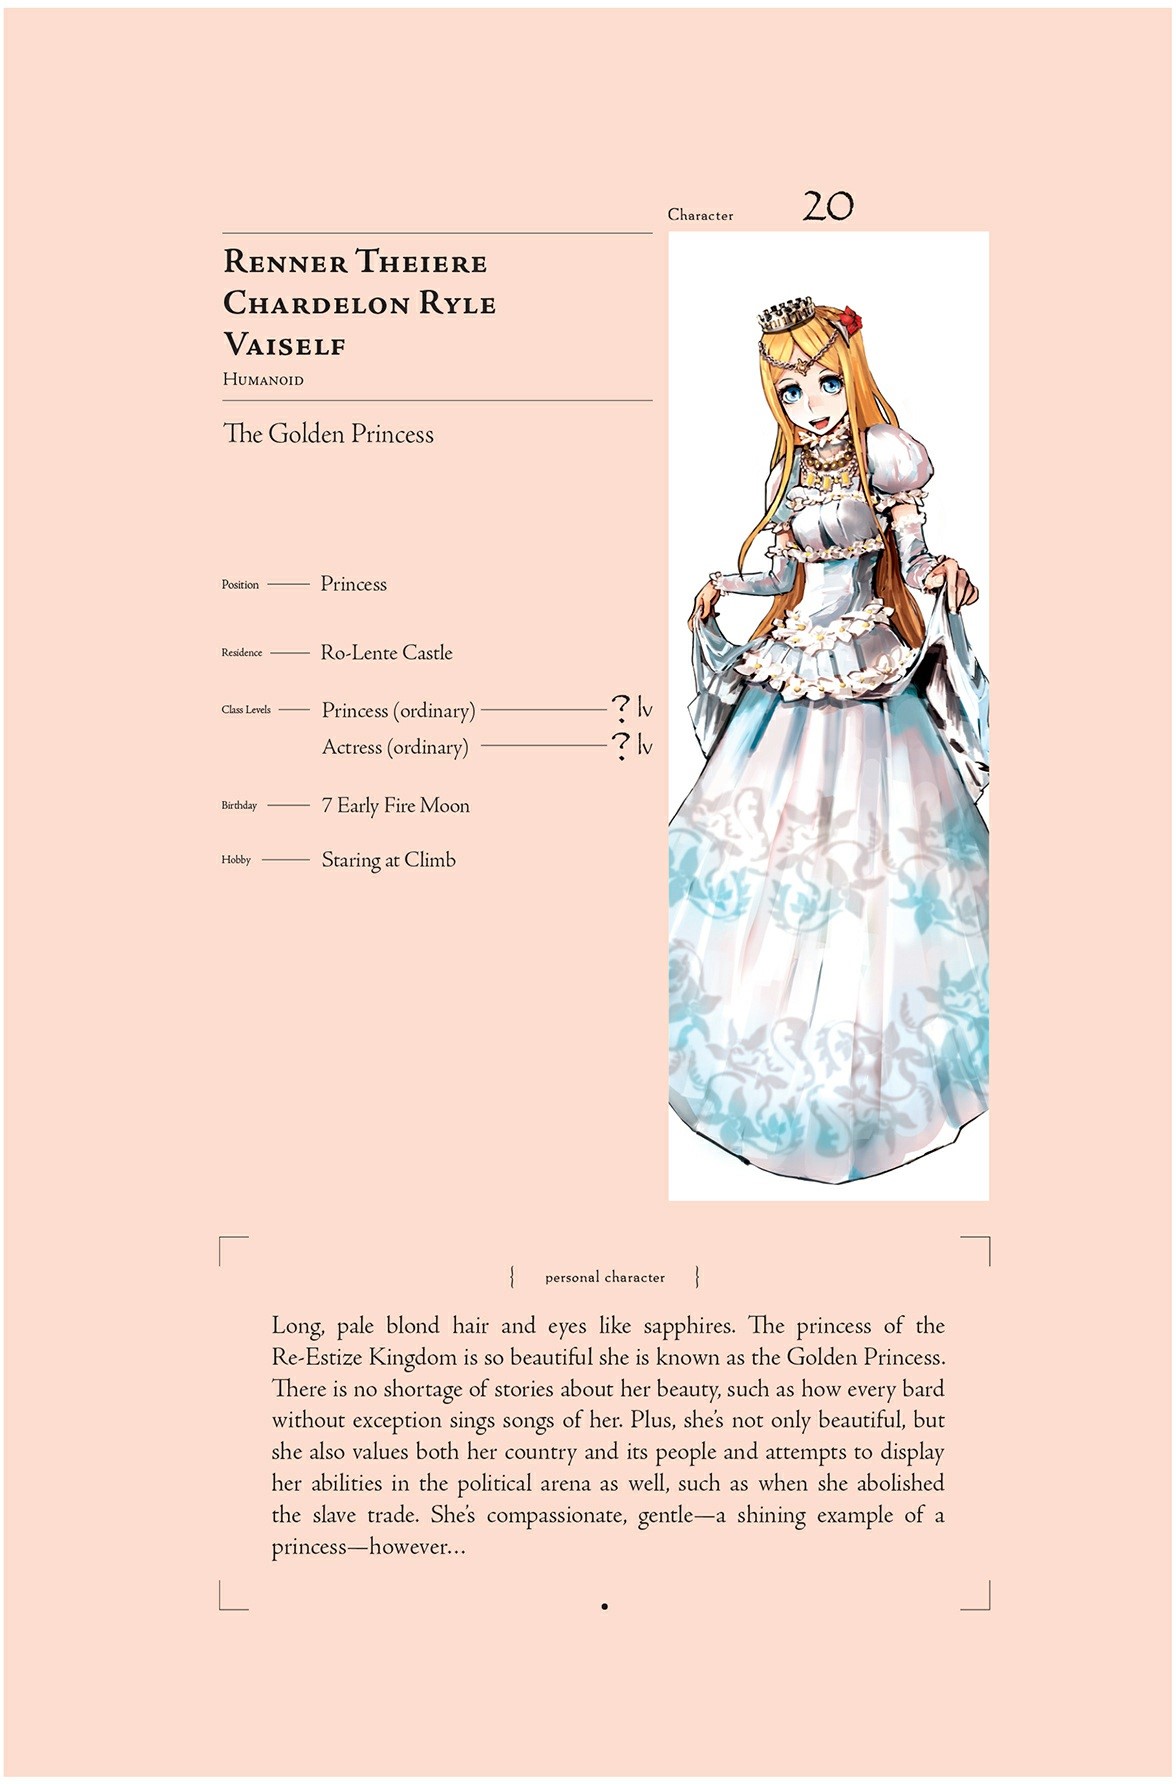 Character 20
Renner Theiere
Chardelon Ryle
Vaiself
Humanoid
The Golden Princess
Position Princess
Residence Ro-Lente Castle
Class Levels Princess (ordinary) ? lv
Actress (ordinary) ? lv
Birthday 7 Early Fire Moon
Hobby Staring at Climb
{ personal character }
Long, pale blond hair and eyes like sapphires. The princess of the
Re-Estize Kingdom is so beautiful she is known as the Golden Princess.
There is no shortage of stories about her beauty, such as how every bard
without exception sings songs of her. Plus, she's not only beautiful, but
she also values both her country and its people and attempts to display
her abilities in the political arena as well, such as when she abolished
the slave trade. She's compassionate, gentle—a shining example of a
princess—however...